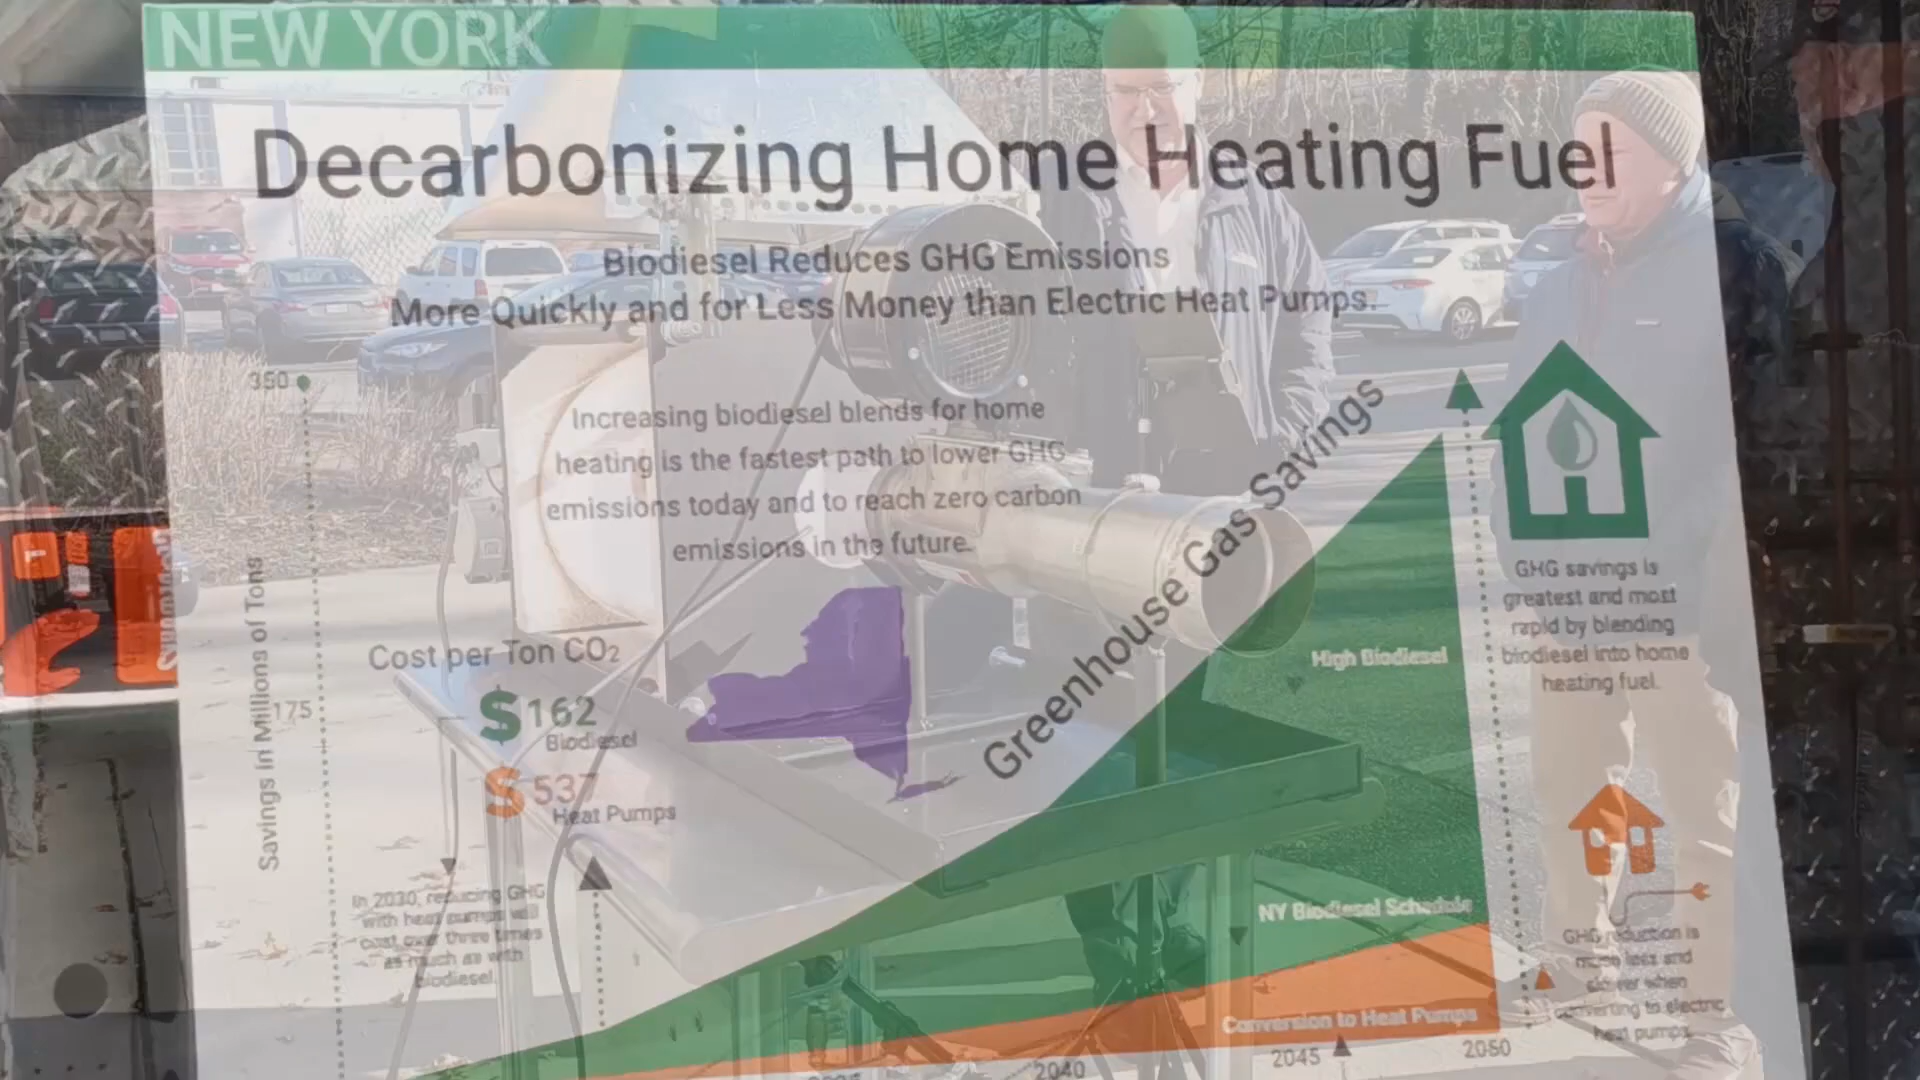 NEW YORK
Decarbonizing Home Heating Fuel
Biodiesel Reduces GHG Emissions
More Quickly and for Less Money than Electric Heat Pumps.
350
Increasing biodiesel blends for home
heating is the fastest path to lower GHG
emissions today and to reach zero carbon
emissions in the future.
Greenhouse Gas Savings
Savings in Millions of Tons
175
Cost per Ton CO2
$162
Biodiesel
$537
Heat Pumps
In 2030, reducing GHG
with heat pumps will
cost over three times
as much as with
biodiesel.
High Biodiesel
NY Biodiesel Schedule
Conversion to Heat Pumps
GHG savings is
greatest and most
rapid by blending
biodiesel into home
heating fuel.
GHG reduction is
much less and
slower when
converting to electric
heat pumps.
2040
2045
2050